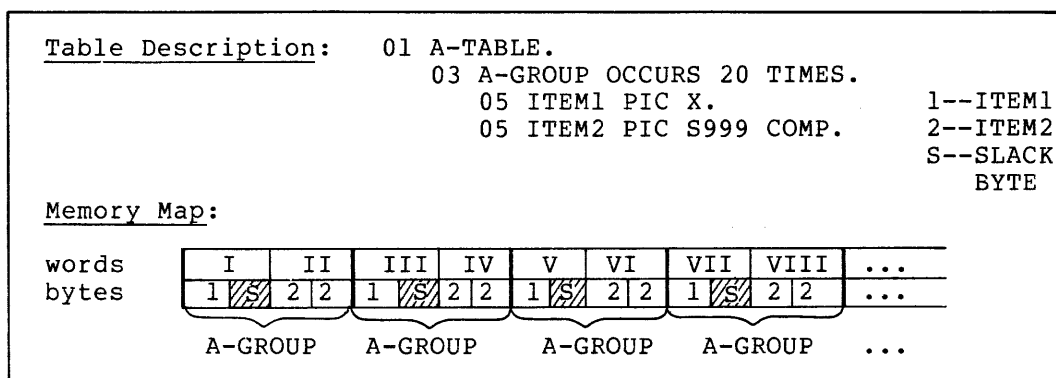 Table Description: 01 A-TABLE.
03 A-GROUP OCCURS 20 TIMES.
05 ITEM1 PIC X. 1--ITEM1
05 ITEM2 PIC S999 COMP. 2--ITEM2
S--SLACK
BYTE
Memory Map:
words I II III IV V VI VII VIII ...
bytes 1 S 2 2 1 S 2 2 1 S 2 2 1 S 2 2 ...
A-GROUP A-GROUP A-GROUP A-GROUP ...